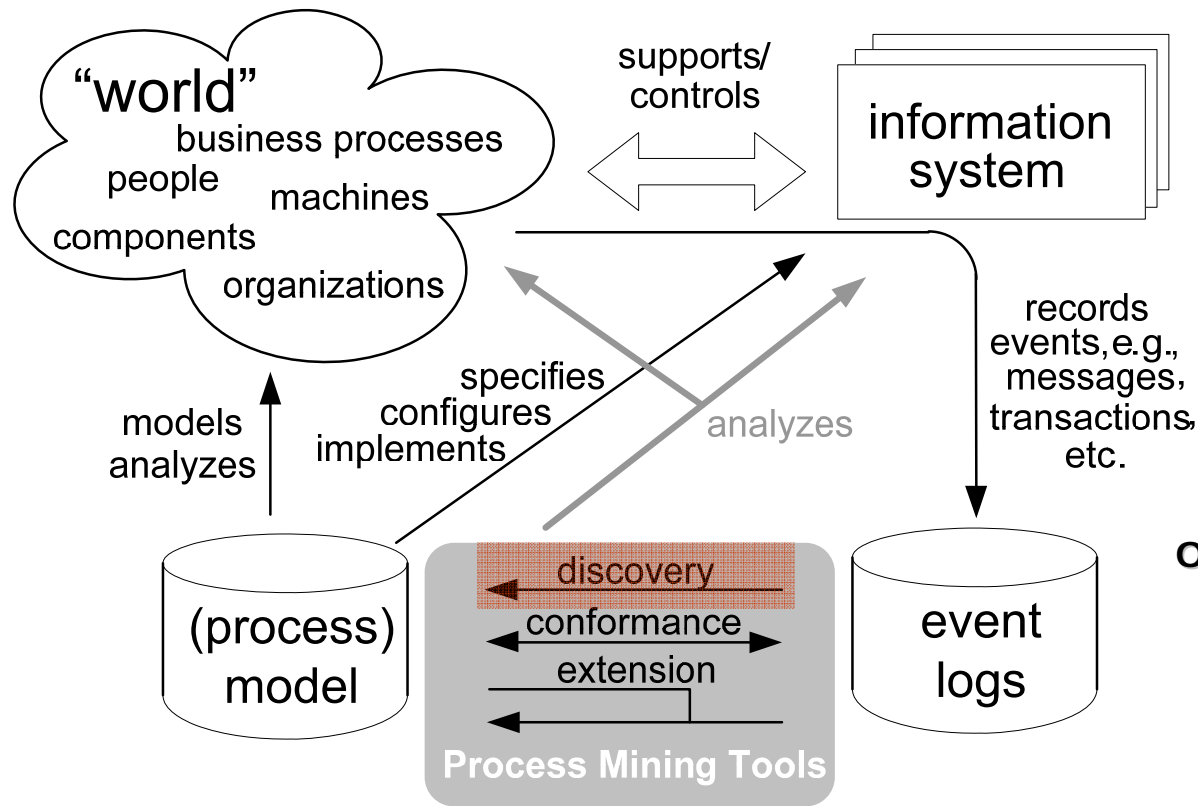 “world”
business processes
people
machines
components
organizations
supports/
controls
information
system
records
events,e.g.,
messages,
transactions,
etc.
specifies
configures
implements
models
analyzes
analyzes
(process)
model
discovery
conformance
extension
Process Mining Tools
event
logs
O